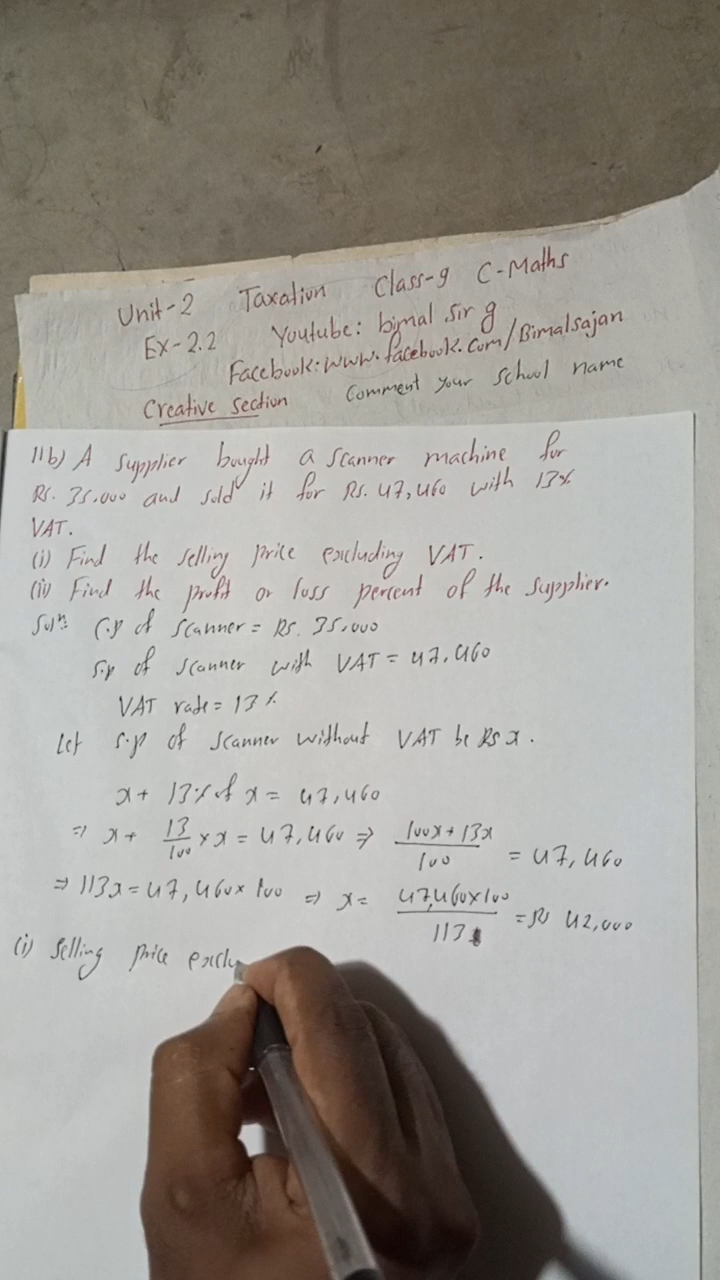 Unit-2 Taxation Class-9 C-Maths
Ex-2.2 Youtube: bimal sir g
Facebook: www.facebook.com/Bimalsajan
Creative section Comment your school name
11b) A supplier bought a scanner machine for
Rs. 35,000 and sold it for Rs. 47,460 with 13%
VAT.
(i) Find the selling price excluding VAT.
(ii) Find the profit or loss percent of the supplier.
Solⁿ: C.p of scanner = Rs. 35,000
S.p of scanner with VAT = 47,460
VAT rate = 13%
Let s.p of scanner without VAT be Rs x.
x + 13% of x = 47,460
⇒ x + 13/100 × x = 47,460 ⇒ 100x + 13x/100 = 47,460
⇒ 113x = 47,460 × 100 ⇒ x = 47,460×100/113 = Rs 42,000
(i) Selling price exclu